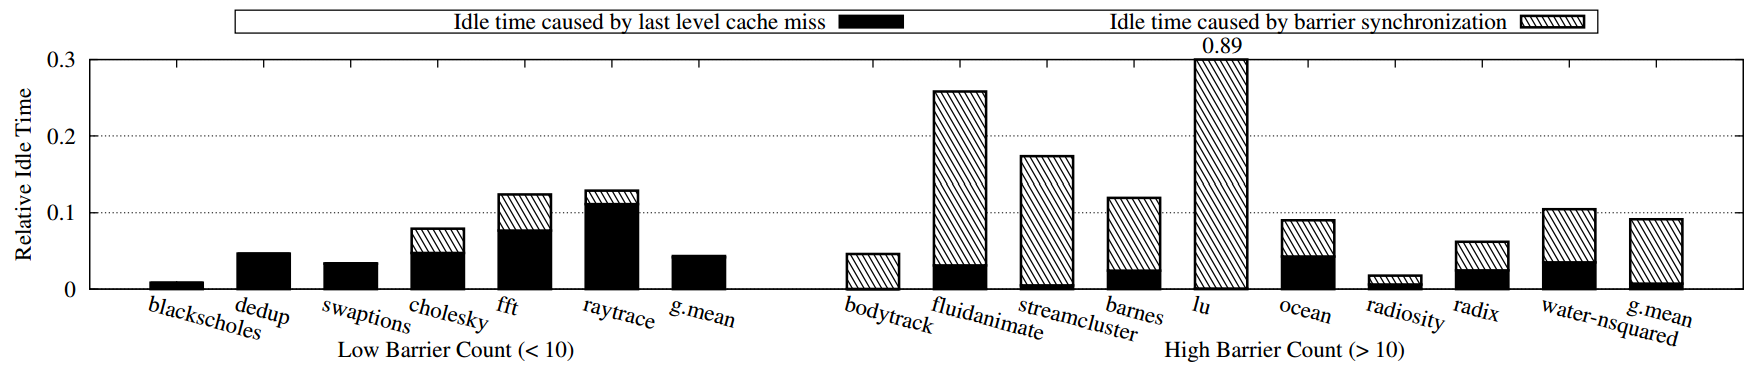 Idle time caused by last level cache miss
Idle time caused by barrier synchronization
0.89
Relative Idle Time
0.3
0.2
0.1
0
blackscholes
dedup
swaptions
cholesky
fft
raytrace
g.mean
bodytrack
fluidanimate
streamcluster
barnes
lu
ocean
radiosity
radix
water-nsquared
g.mean
Low Barrier Count (< 10)
High Barrier Count (> 10)